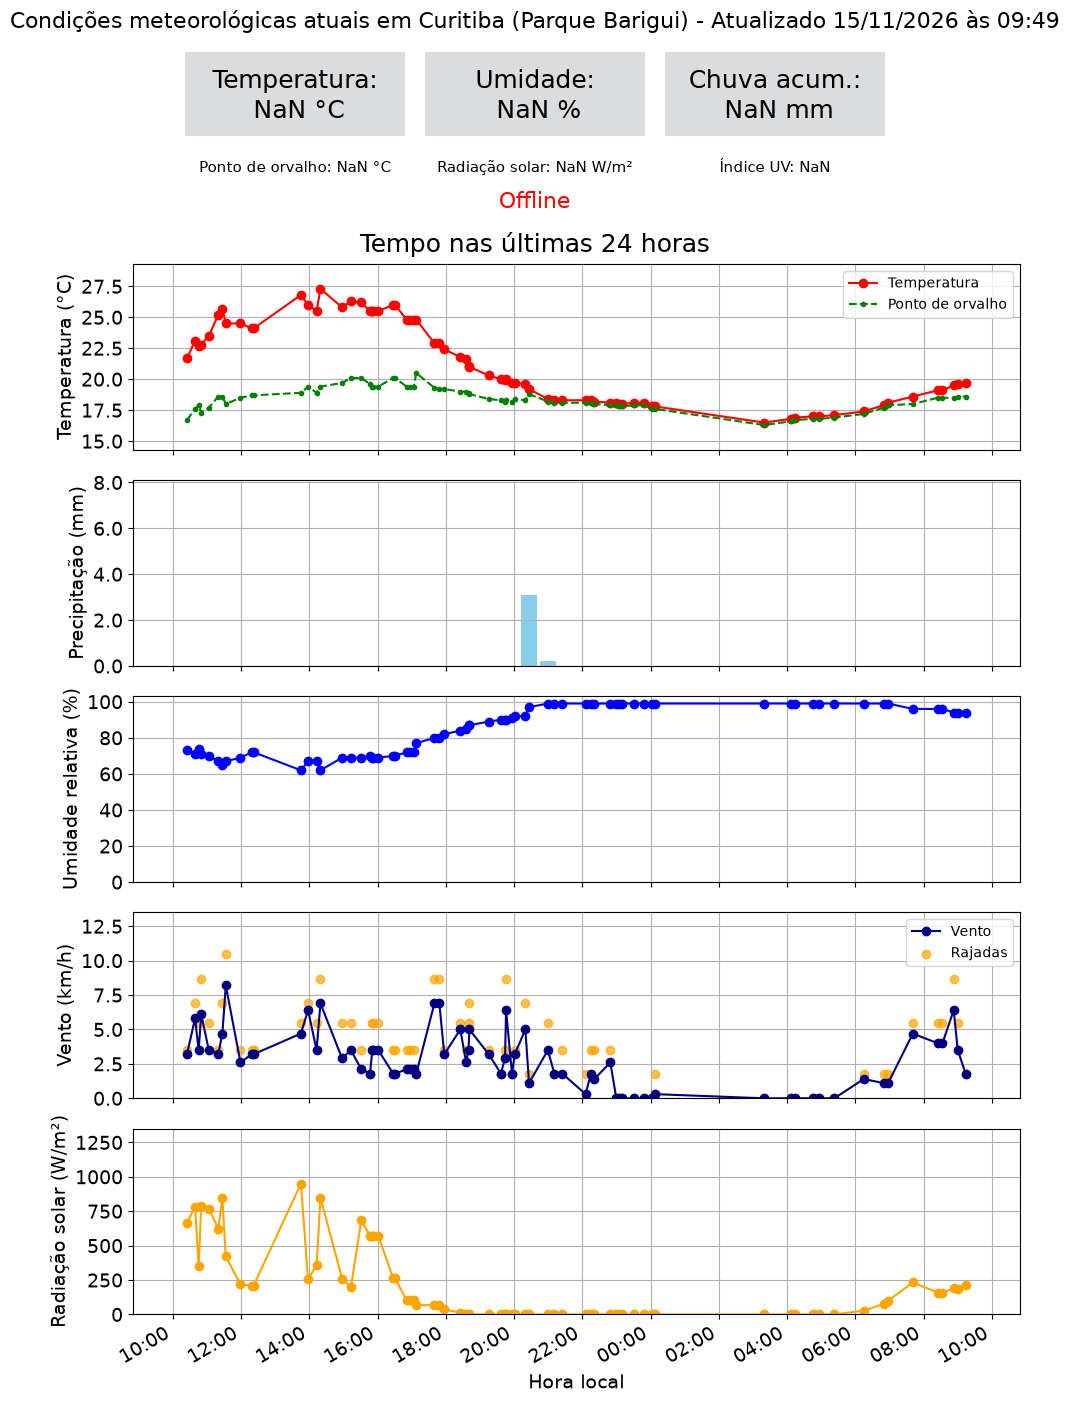 Condições meteorológicas atuais em Curitiba (Parque Barigui) - Atualizado 15/11/2026 às 09:49
Temperatura:
NaN °C
Umidade:
NaN %
Chuva acum.:
NaN mm
Ponto de orvalho: NaN °C
Radiação solar: NaN W/m²
Índice UV: NaN
Offline
Tempo nas últimas 24 horas
Temperatura (°C)
27.5
25.0
22.5
20.0
17.5
15.0
Temperatura
Ponto de orvalho
Precipitação (mm)
8.0
6.0
4.0
2.0
0.0
Umidade relativa (%)
100
80
60
40
20
0
Vento (km/h)
12.5
10.0
7.5
5.0
2.5
0.0
Vento
Rajadas
Radiação solar (W/m²)
1250
1000
750
500
250
0
10:00
12:00
14:00
16:00
18:00
20:00
22:00
00:00
02:00
04:00
06:00
08:00
10:00
Hora local